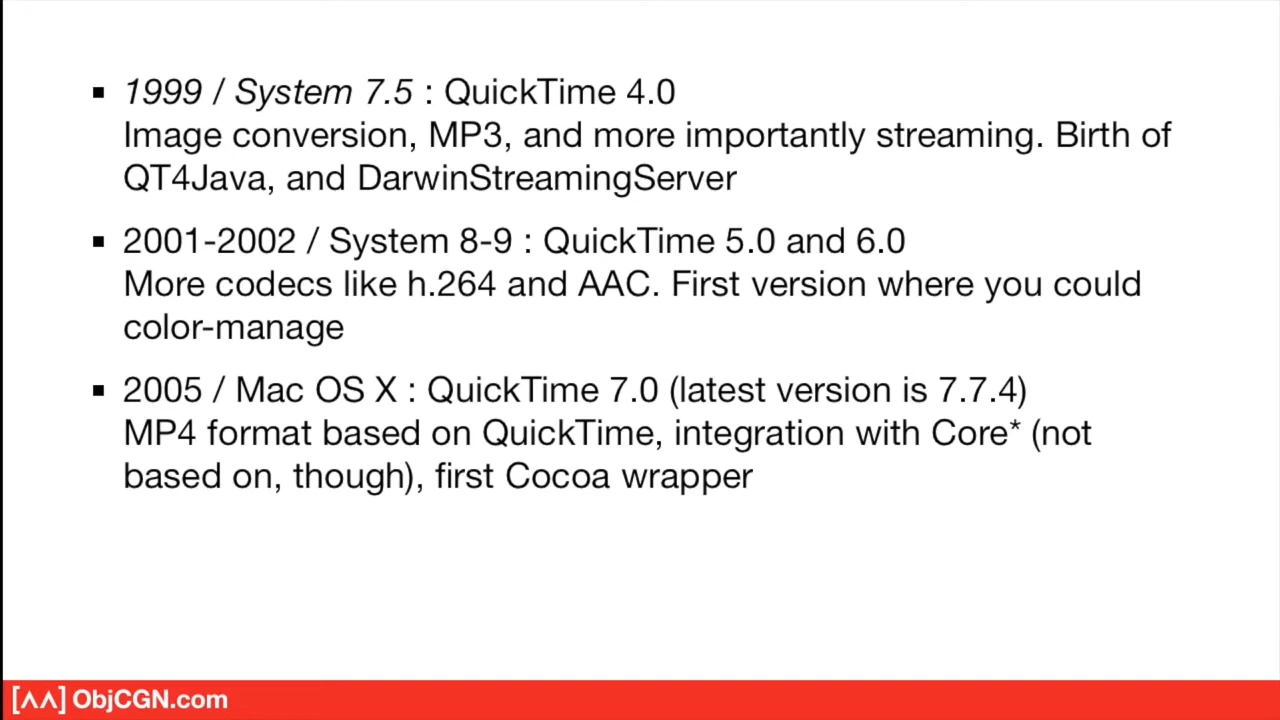 1999 / System 7.5 : QuickTime 4.0
Image conversion, MP3, and more importantly streaming. Birth of
QT4Java, and DarwinStreamingServer
2001-2002 / System 8-9 : QuickTime 5.0 and 6.0
More codecs like h.264 and AAC. First version where you could
color-manage
2005 / Mac OS X : QuickTime 7.0 (latest version is 7.7.4)
MP4 format based on QuickTime, integration with Core* (not
based on, though), first Cocoa wrapper
[ʌʌ] ObjCGN.com